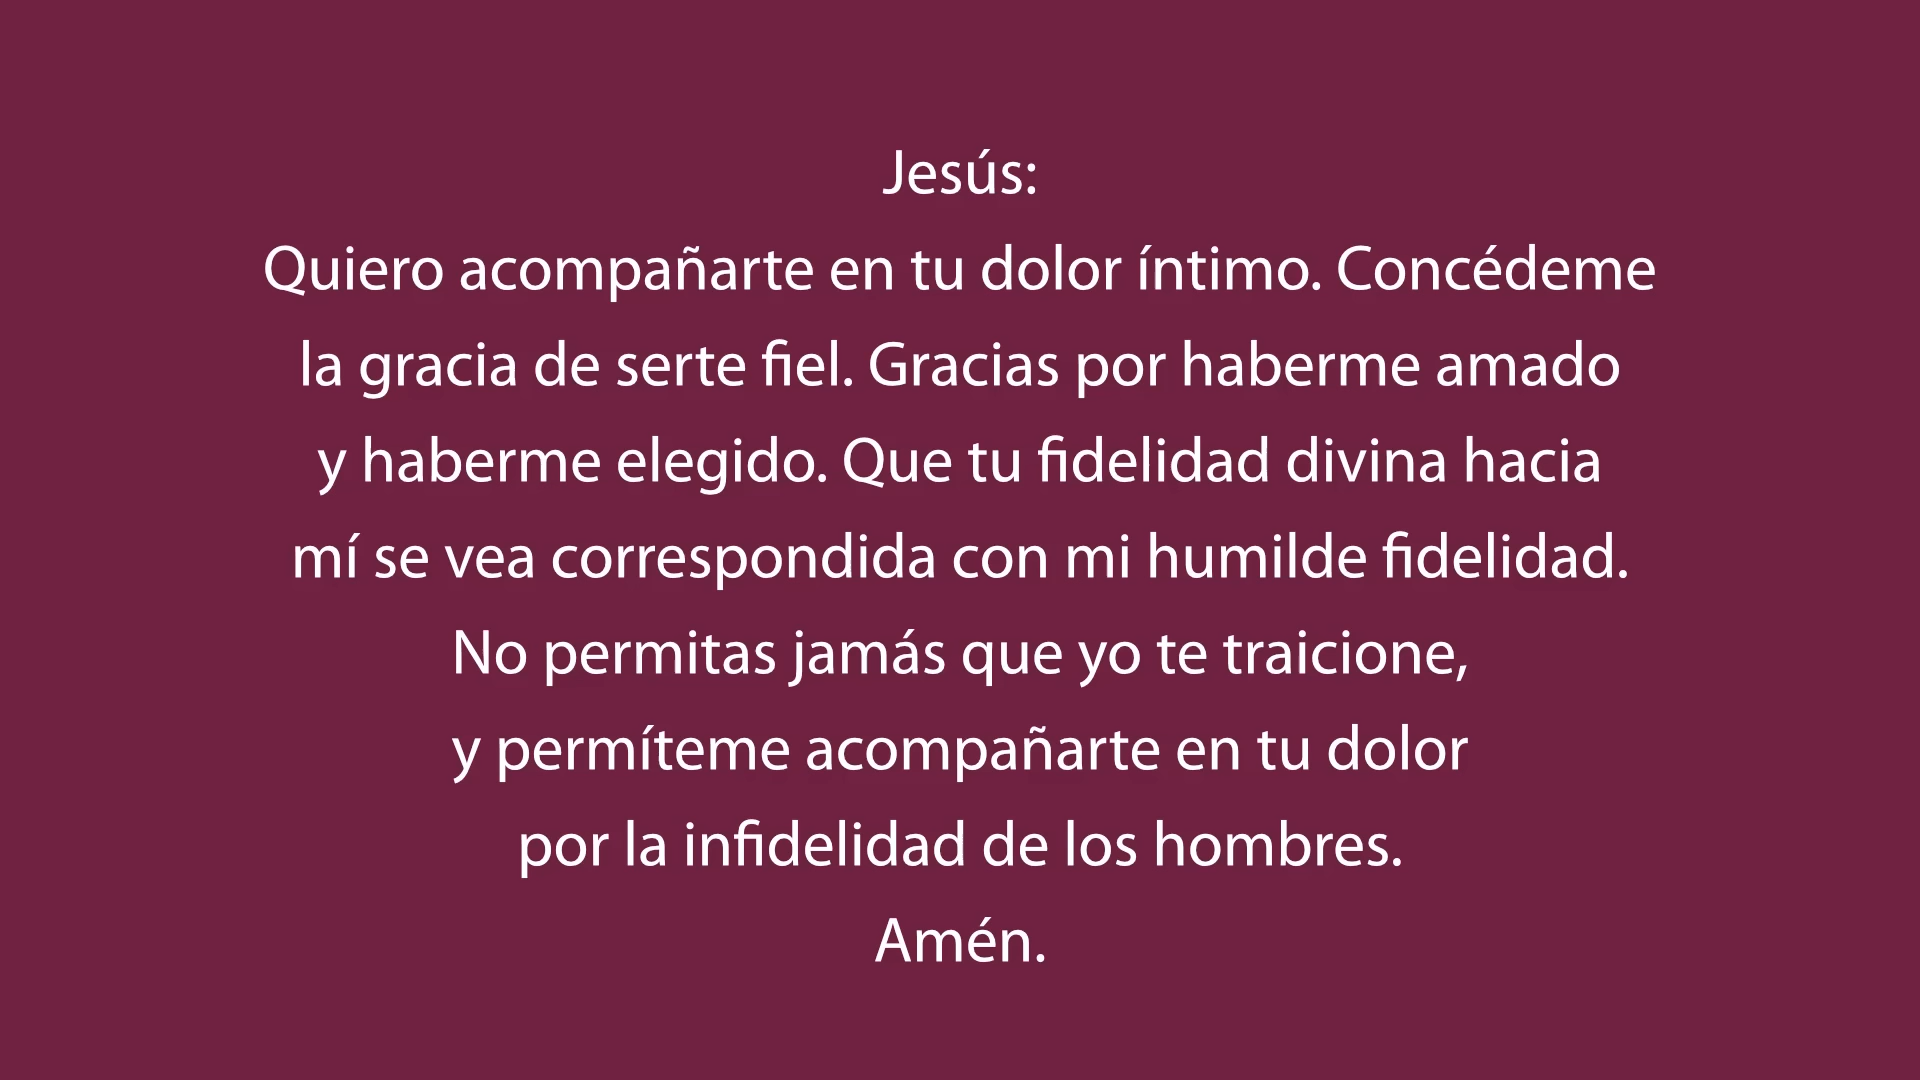 Jesús:
Quiero acompañarte en tu dolor íntimo. Concédeme
la gracia de serte fiel. Gracias por haberme amado
y haberme elegido. Que tu fidelidad divina hacia
mí se vea correspondida con mi humilde fidelidad.
No permitas jamás que yo te traicione,
y permíteme acompañarte en tu dolor
por la infidelidad de los hombres.
Amén.